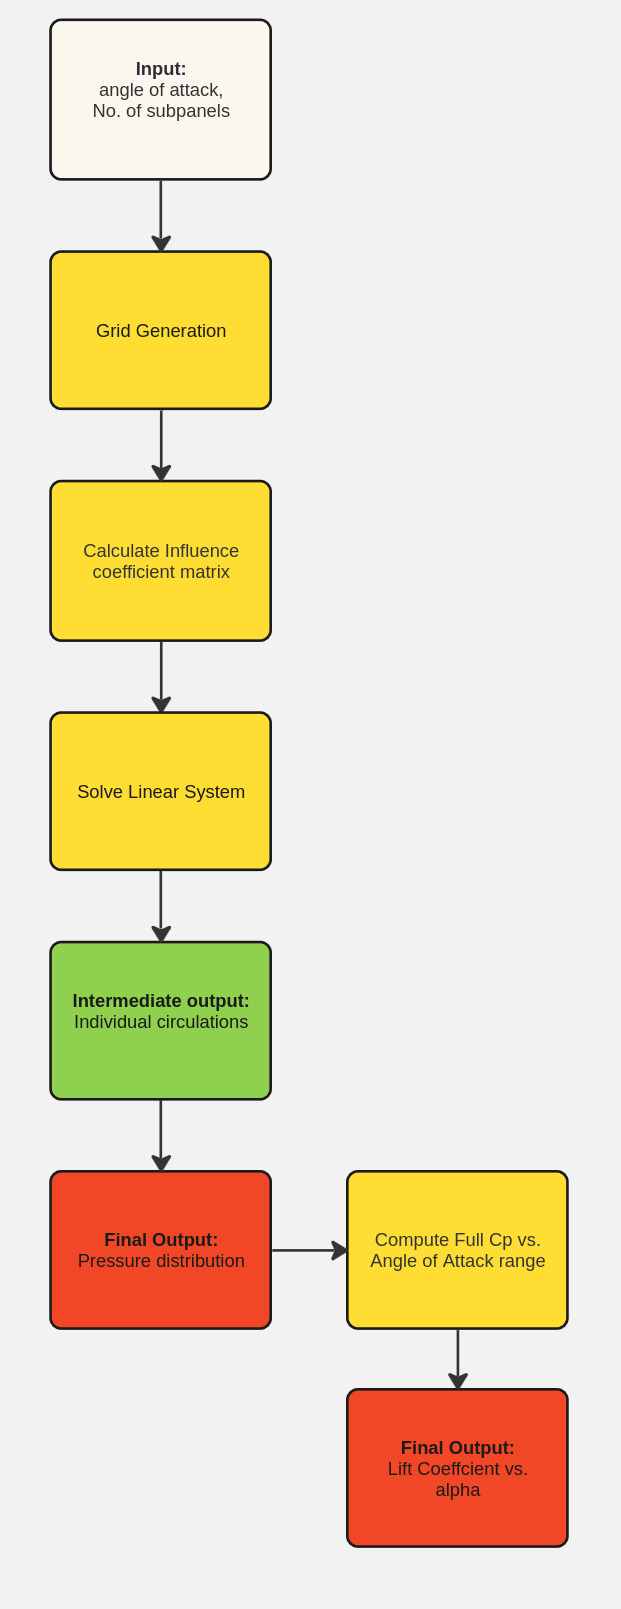 Input:
angle of attack,
No. of subpanels
Grid Generation
Calculate Influence
coefficient matrix
Solve Linear System
Intermediate output:
Individual circulations
Final Output:
Pressure distribution
Compute Full Cp vs.
Angle of Attack range
Final Output:
Lift Coeffcient vs.
alpha